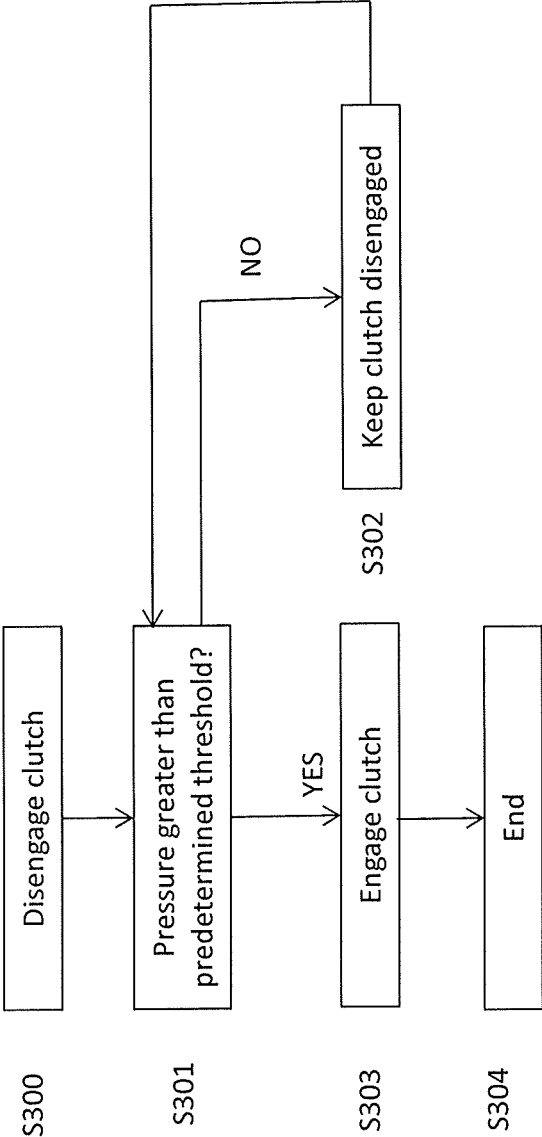 S300
Disengage clutch
S301
Pressure greater than
predetermined threshold?
NO
YES
S302
Keep clutch disengaged
S303
Engage clutch
S304
End